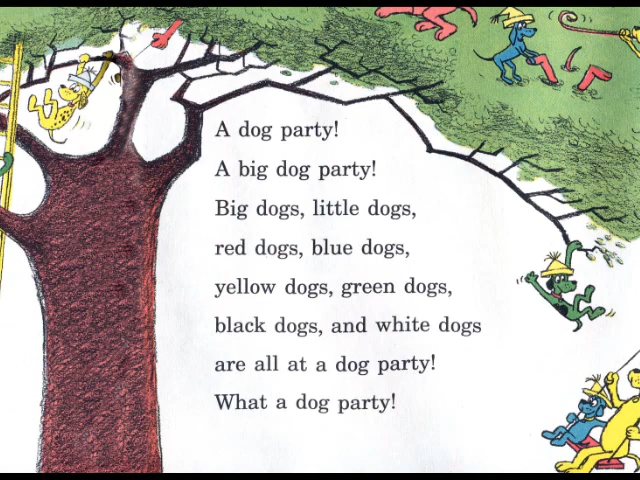 A dog party!
A big dog party!
Big dogs, little dogs,
red dogs, blue dogs,
yellow dogs, green dogs,
black dogs, and white dogs
are all at a dog party!
What a dog party!